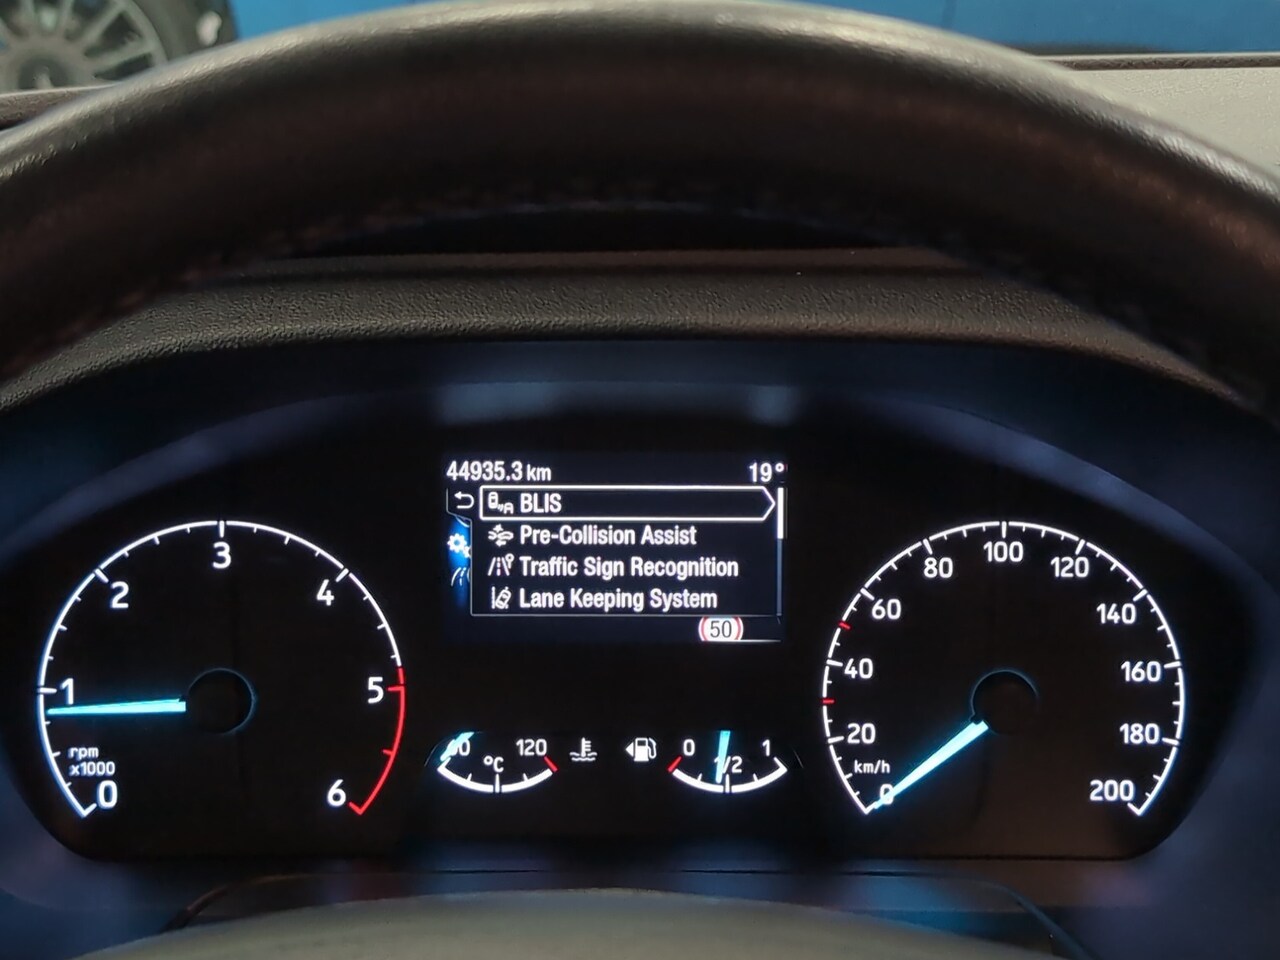 44935.3 km 19°
BLIS
Pre-Collision Assist
Traffic Sign Recognition
Lane Keeping System
50
0
1
2
3
4
5
6
rpm
x1000
60 120
°C
0 1/2 1
0
20
40
60
80
100
120
140
160
180
200
km/h